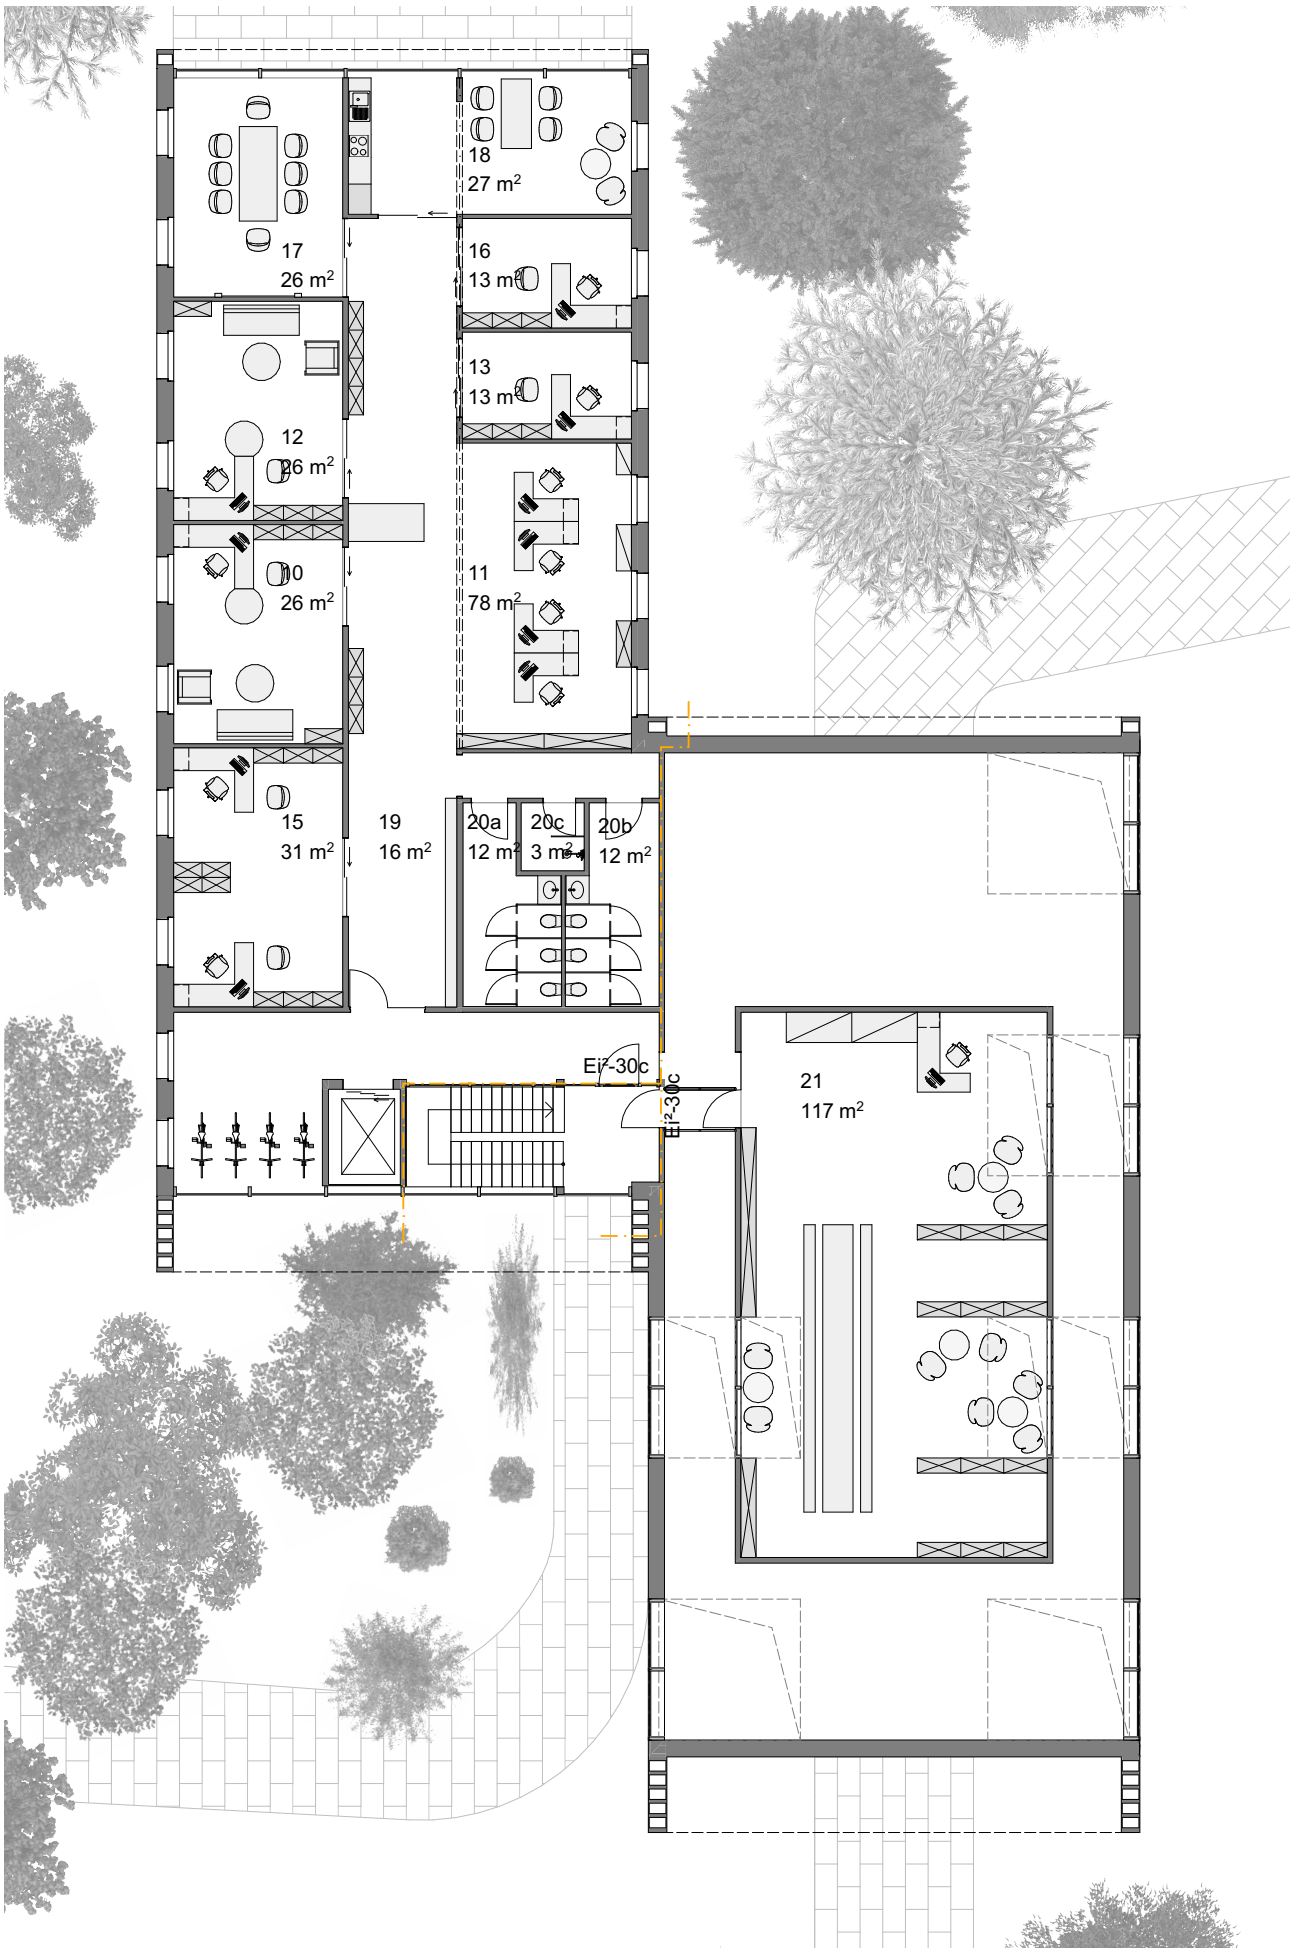 18
27 m²
17
26 m²
16
13 m²
13
13 m²
12
26 m²
10
26 m²
11
78 m²
15
31 m²
19
16 m²
20a
12 m²
20c
3 m²
20b
12 m²
Ei²-30c
Ei²-30c
21
117 m²